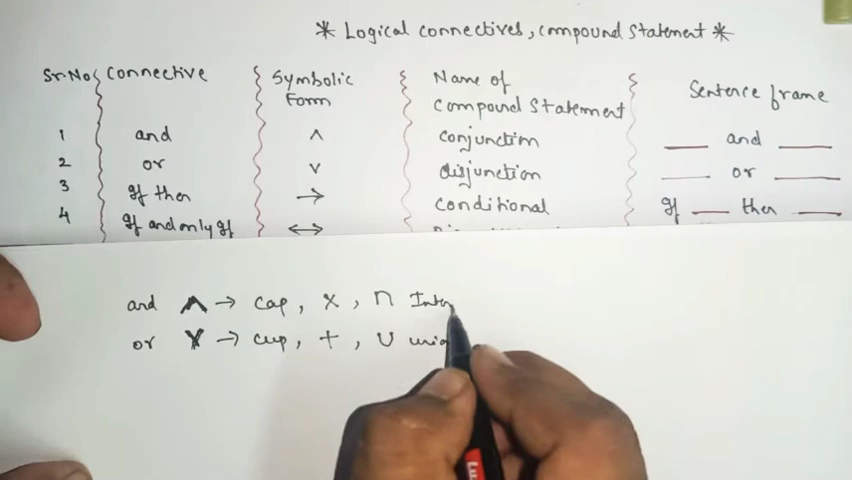 * Logical connectives, compound statement *
Sr.No connective Symbolic Form Name of compound statement Sentence frame
1 and ∧ conjunction ___ and ___
2 or ∨ disjunction ___ or ___
3 If then → conditional If ___ then ___
4 If and only If ↔
and ∧ → cap, ×, ∩ Inter
or ∨ → cup, +, ∪ unio